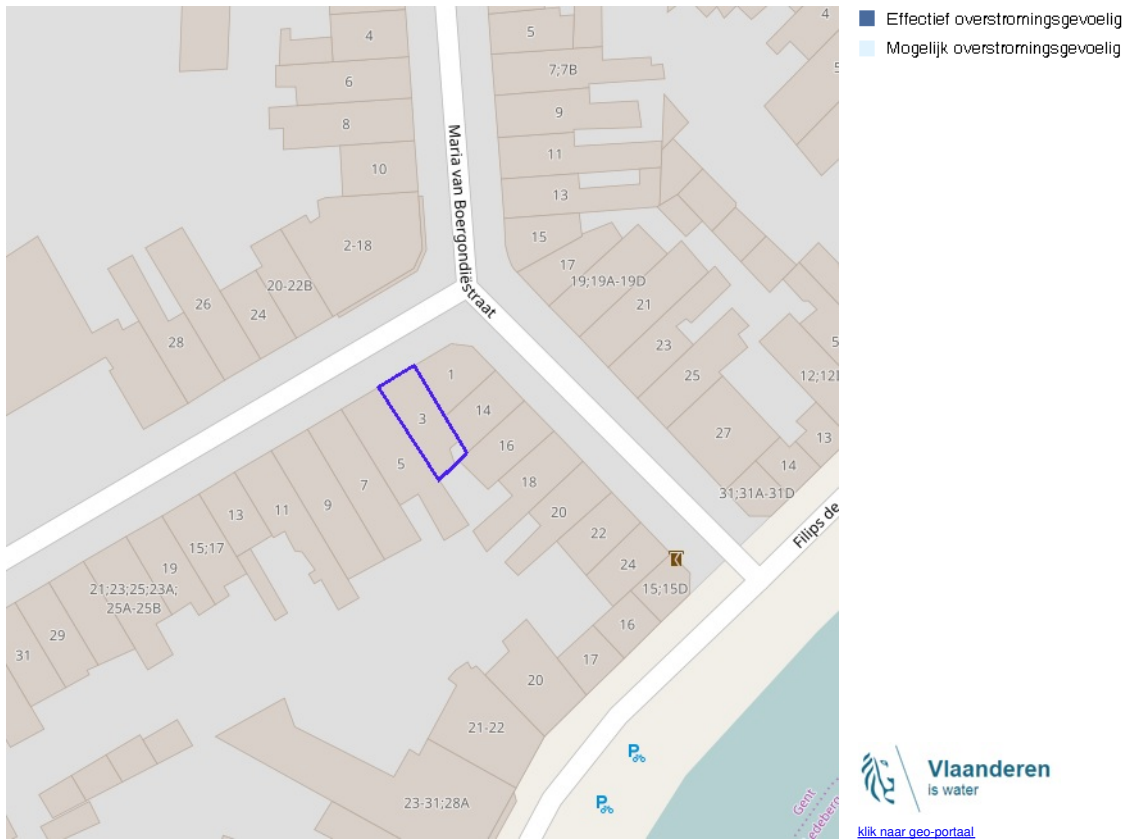 Effectief overstromingsgevoelig
Mogelijk overstromingsgevoelig
4
5
4
6
7;7B
8
9
10
11
13
2-18
15
17
19;19A-19D
20-22B
26
24
28
21
23
25
27
12;12
13
14
31;31A-31D
Maria van Boergondiëstraat
Filips de
1
3
14
5
16
7
18
9
20
11
22
13
24
15;17
15;15D
19
16
21;23;25;23A;
25A-25B
17
29
20
31
21-22
23-31;28A
P
P
Gent
edeberg
Vlaanderen
is water
klik naar geo-portaal